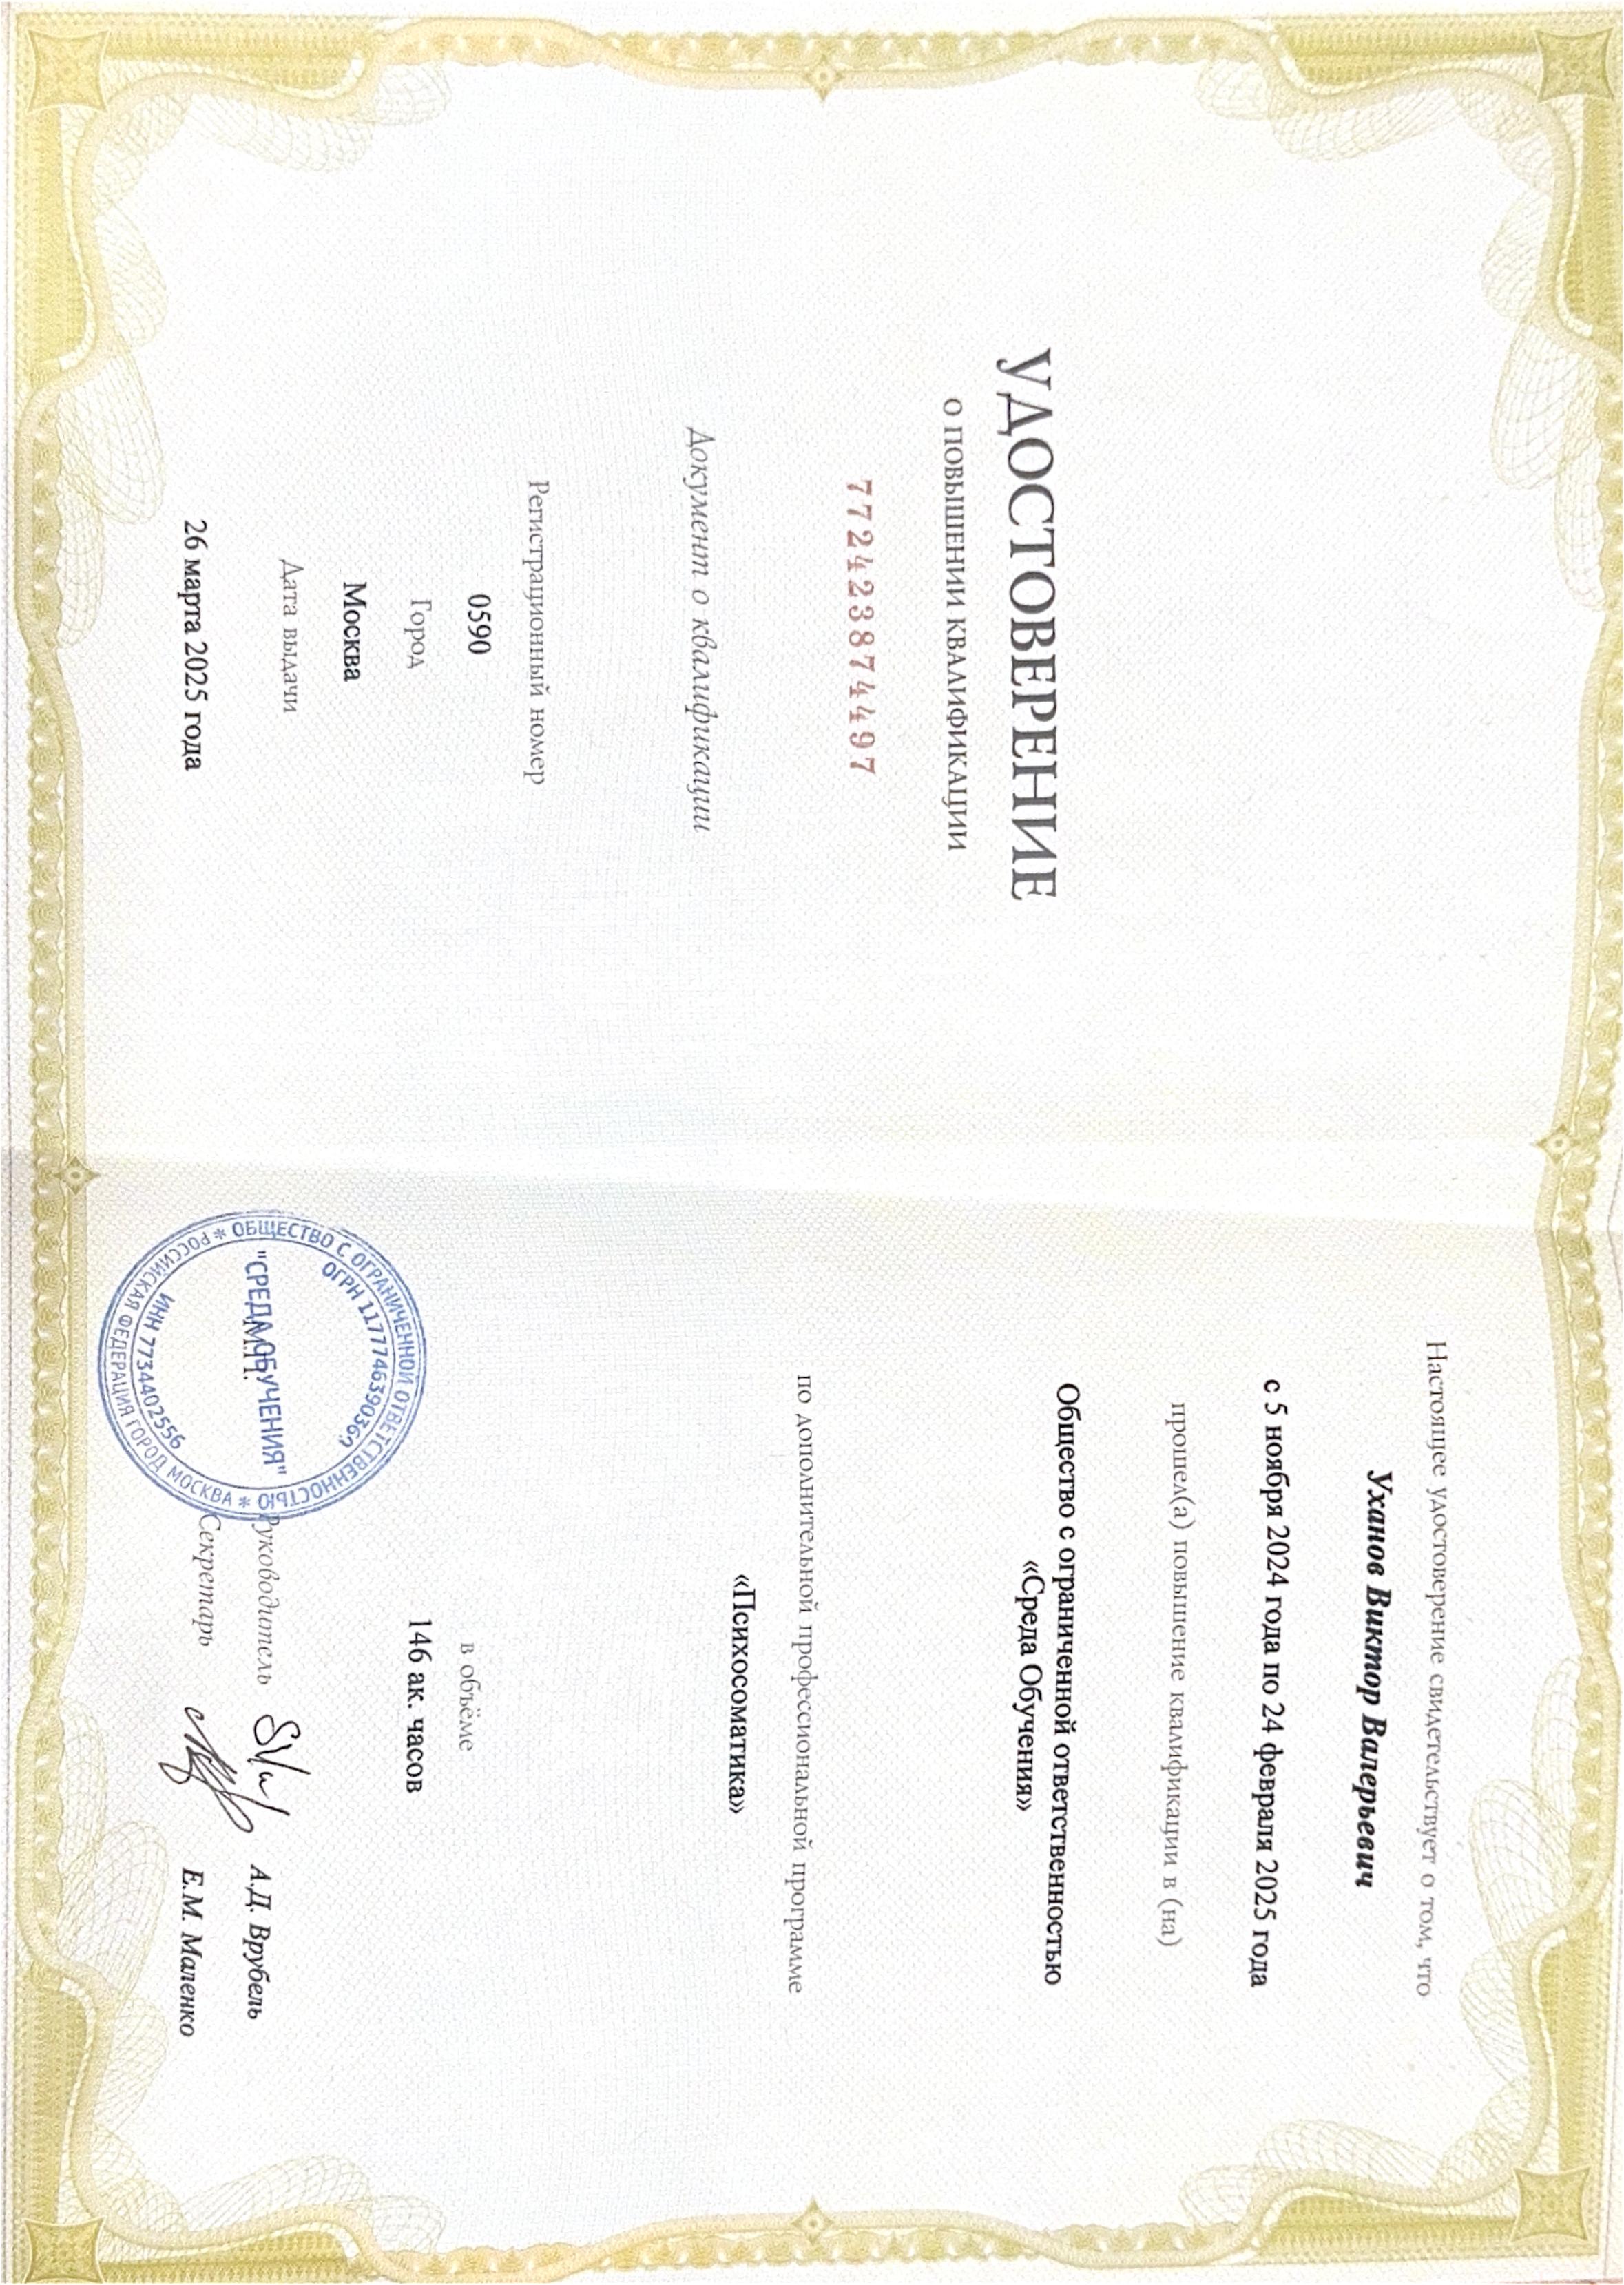 УДОСТОВЕРЕНИЕ
О ПОВЫШЕНИИ КВАЛИФИКАЦИИ
772423874497
Документ о квалификации
Регистрационный номер
0590
Город
Москва
Дата выдачи
26 марта 2025 года
Настоящее удостоверение свидетельствует о том, что
Уханов Виктор Валерьевич
с 5 ноября 2024 года по 24 февраля 2025 года
прошел(а) повышение квалификации в (на)
Общество с ограниченной ответственностью
«Среда Обучения»
по дополнительной профессиональной программе
«Психосоматика»
в объёме
146 ак. часов
Руководитель А.Д. Врубель
Секретарь Е.М. Маленко
М.П.
ОБЩЕСТВО С ОГРАНИЧЕННОЙ ОТВЕТСТВЕННОСТЬЮ
* РОССИЙСКАЯ ФЕДЕРАЦИЯ ГОРОД МОСКВА *
ОГРН
"СРЕДА ОБУЧЕНИЯ"
ИНН 7734402556